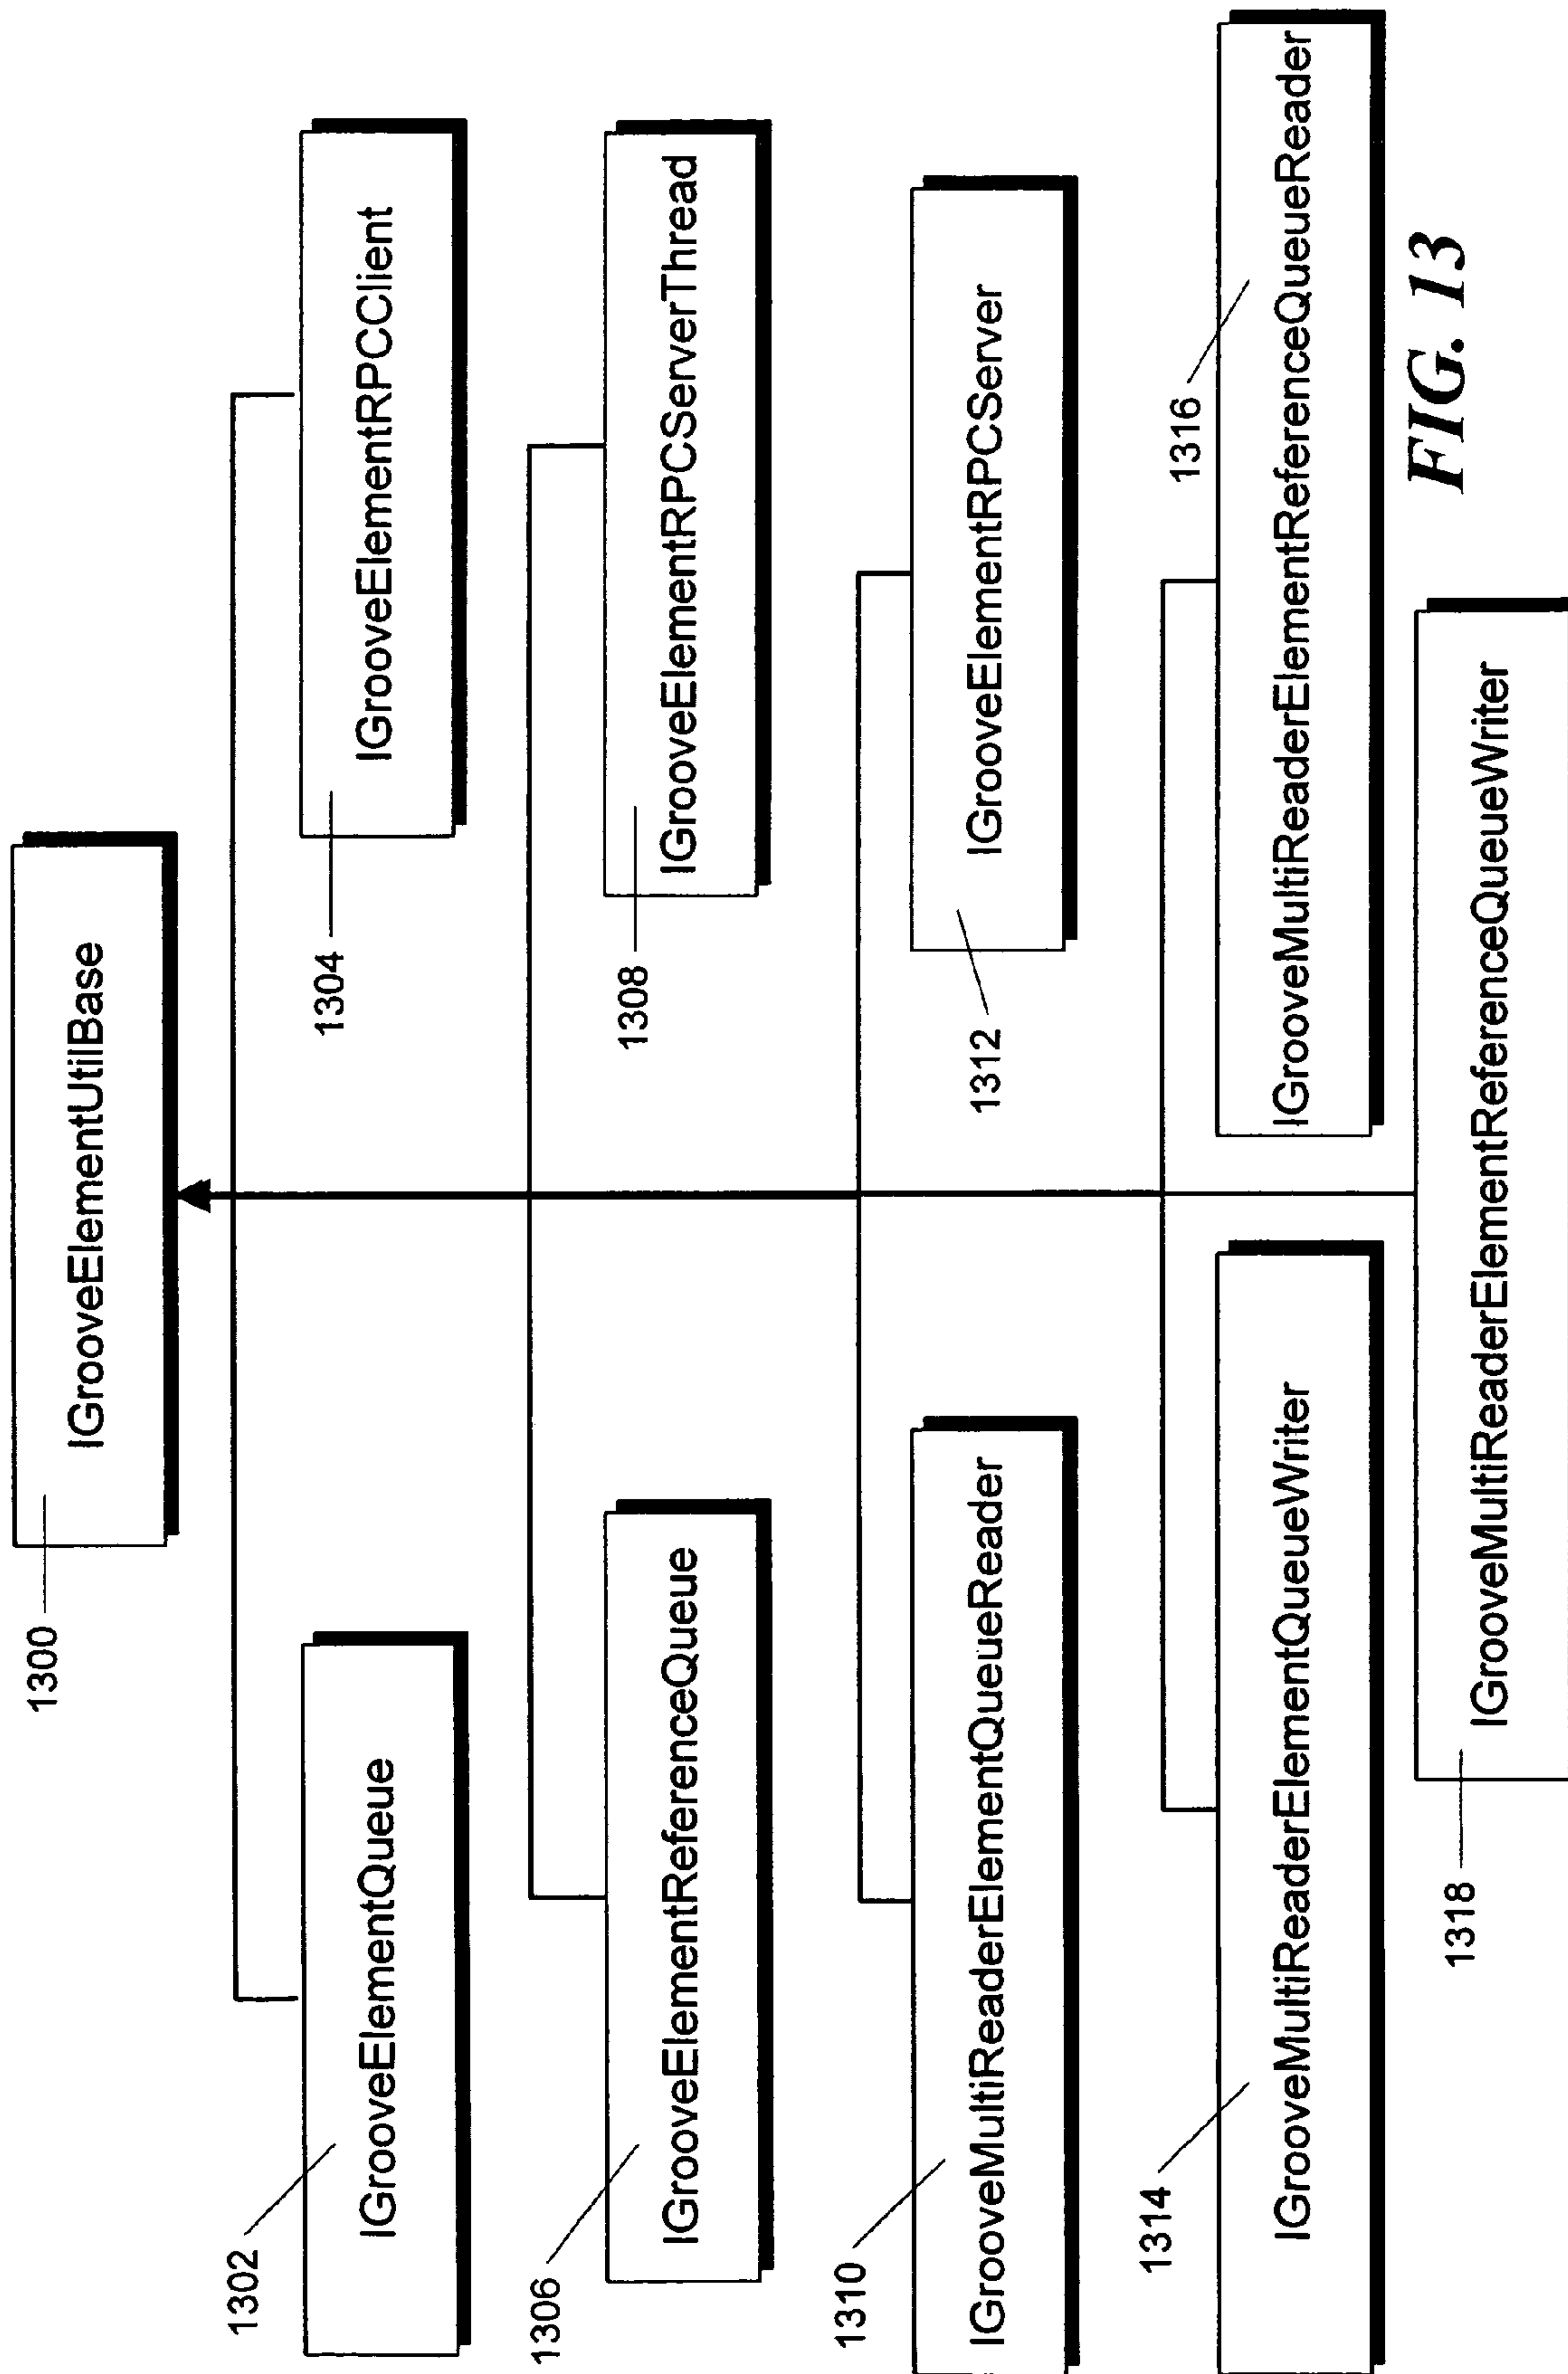 1300
IGrooveElementUtilBase
1302
IGrooveElementQueue
1304
IGrooveElementRPCClient
1306
IGrooveElementReferenceQueue
1308
IGrooveElementRPCServerThread
1310
IGrooveMultiReaderElementQueueReader
1312
IGrooveElementRPCServer
1314
IGrooveMultiReaderElementQueueWriter
1316
IGrooveMultiReaderElementReferenceQueueReader
1318
IGrooveMultiReaderElementReferenceQueueWriter
FIG. 13